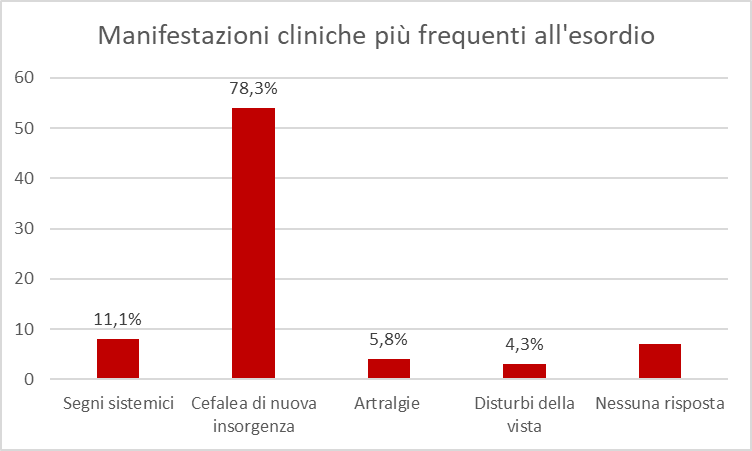 Manifestazioni cliniche più frequenti all'esordio
60
50
40
30
20
10
0
78,3%
11,1%
5,8%
4,3%
Segni sistemici
Cefalea di nuova
insorgenza
Artralgie
Disturbi della
vista
Nessuna risposta